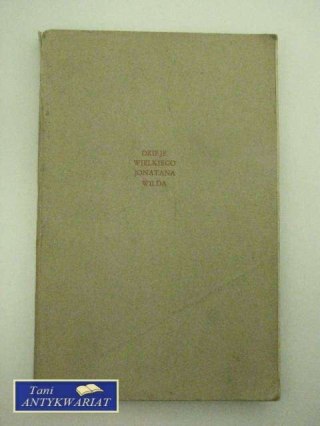 DZIEJE
WIELKIEGO
JONATANA
WILDA
Tani
ANTYKWARIAT